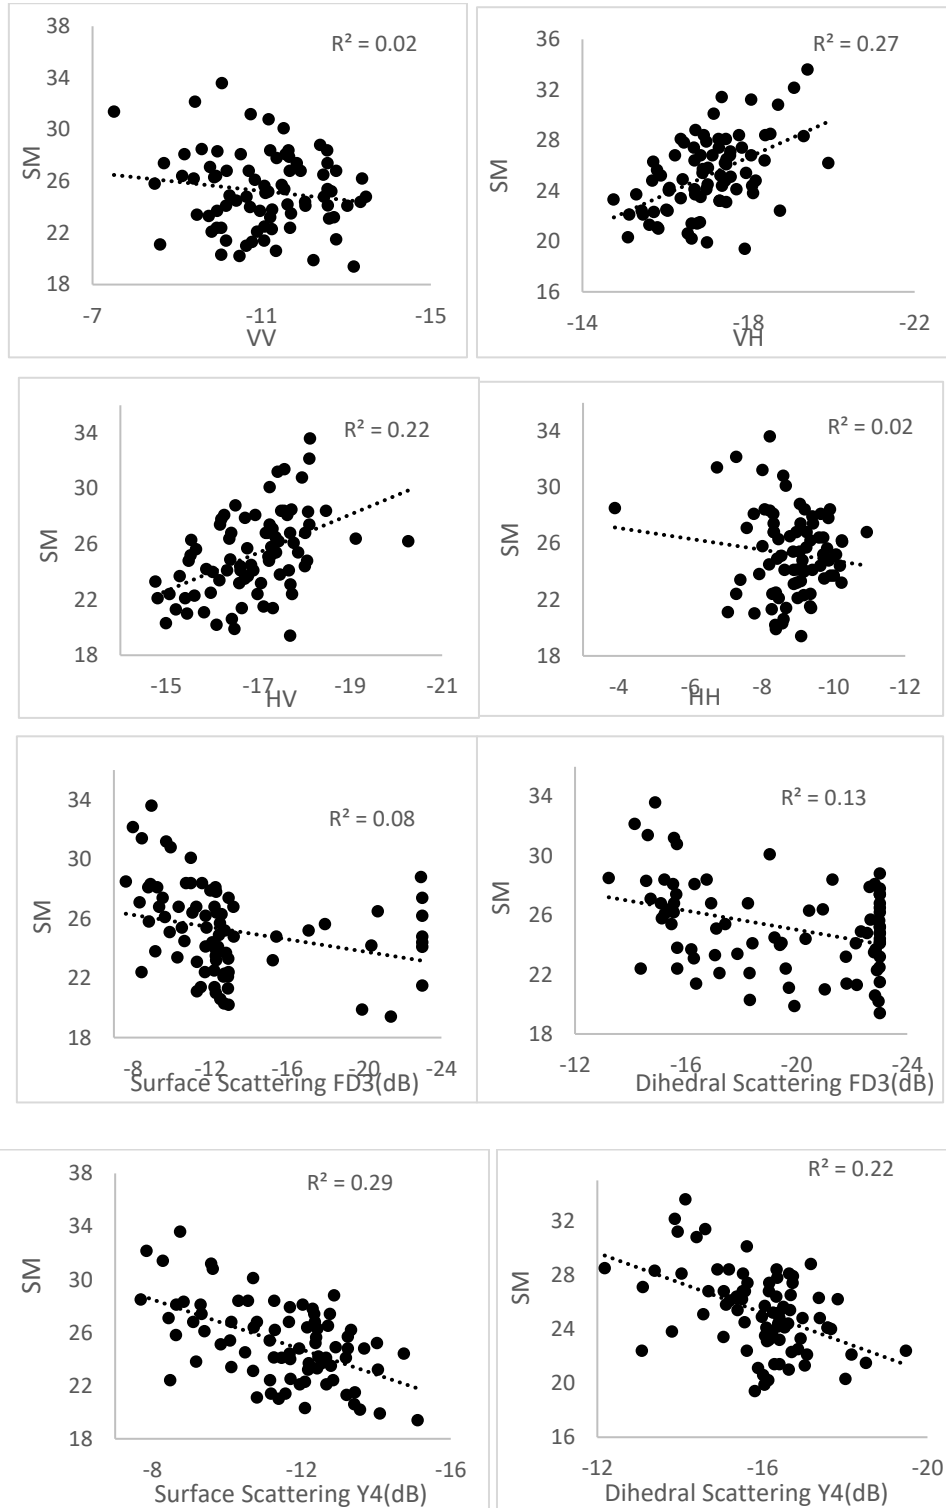 38
34
30
26
22
18
SM
R² = 0.02
-7 -11 -15
VV
36
32
28
24
20
16
SM
R² = 0.27
-14 -18 -22
VH
34
30
26
22
18
SM
R² = 0.22
-15 -17 -19 -21
HV
34
30
26
22
18
SM
R² = 0.02
-4 -6 -8 -10 -12
HH
34
30
26
22
18
SM
R² = 0.08
-8 -12 -16 -20 -24
Surface Scattering FD3(dB)
34
30
26
22
18
SM
R² = 0.13
-12 -16 -20 -24
Dihedral Scattering FD3(dB)
38
34
30
26
22
18
SM
R² = 0.29
-8 -12 -16
Surface Scattering Y4(dB)
32
28
24
20
16
SM
R² = 0.22
-12 -16 -20
Dihedral Scattering Y4(dB)